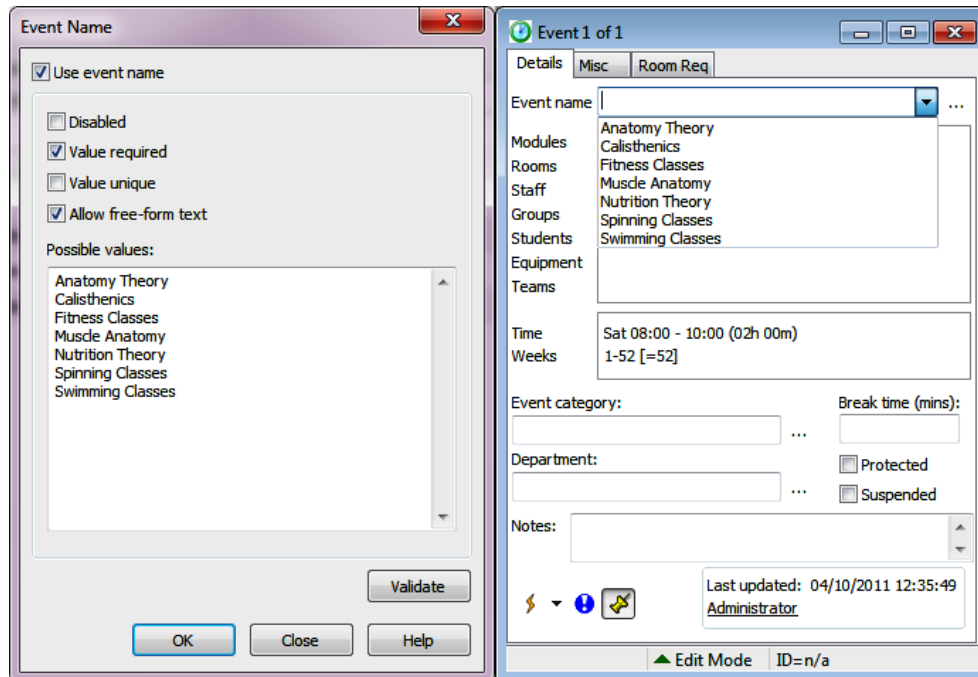 Event Name
Use event name
Disabled
Value required
Value unique
Allow free-form text
Possible values:
Anatomy Theory
Calisthenics
Fitness Classes
Muscle Anatomy
Nutrition Theory
Spinning Classes
Swimming Classes
Validate
OK Close Help
Event 1 of 1
Details Misc Room Req
Event name ...
Anatomy Theory
Calisthenics
Fitness Classes
Muscle Anatomy
Nutrition Theory
Spinning Classes
Swimming Classes
Modules
Rooms
Staff
Groups
Students
Equipment
Teams
Time Sat 08:00 - 10:00 (02h 00m)
Weeks 1-52 [=52]
Event category: Break time (mins):
...
Department: Protected
... Suspended
Notes:
Last updated: 04/10/2011 12:35:49
Administrator
Edit Mode ID=n/a